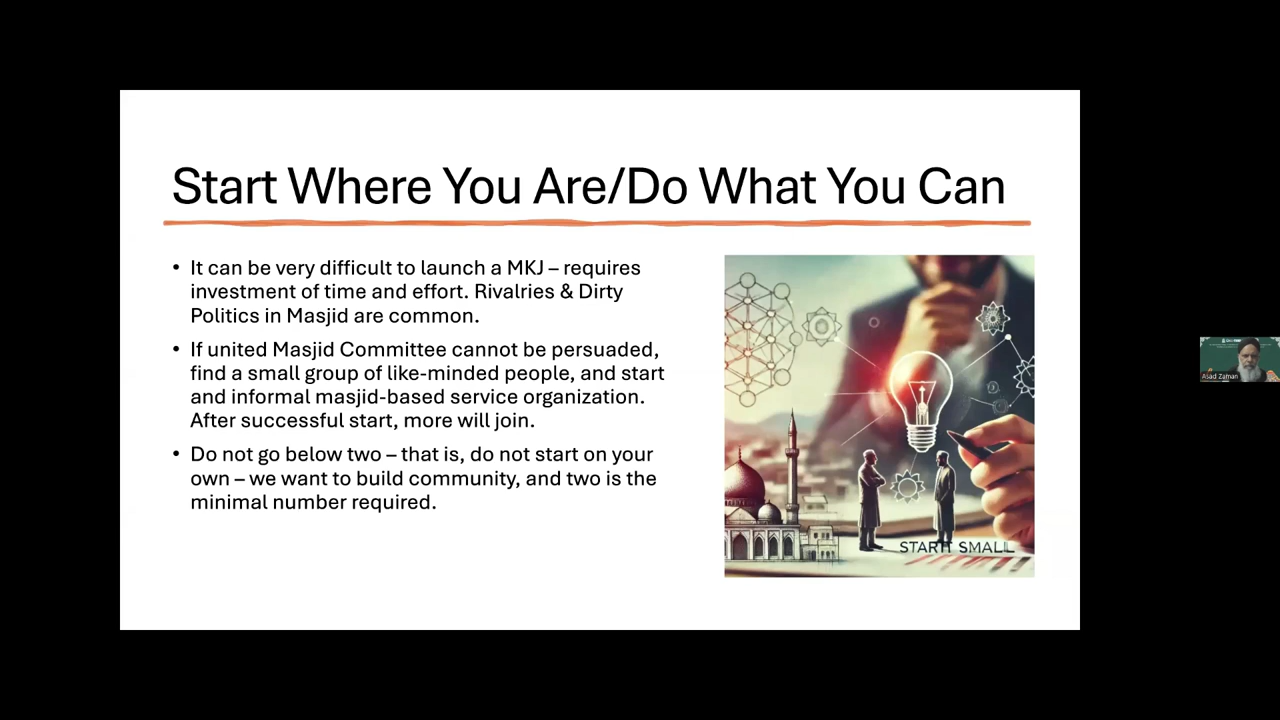 Start Where You Are/Do What You Can
• It can be very difficult to launch a MKJ – requires
investment of time and effort. Rivalries & Dirty
Politics in Masjid are common.
• If united Masjid Committee cannot be persuaded,
find a small group of like-minded people, and start
and informal masjid-based service organization.
After successful start, more will join.
• Do not go below two – that is, do not start on your
own – we want to build community, and two is the
minimal number required.
STARTI SMALL
Asad Zaman